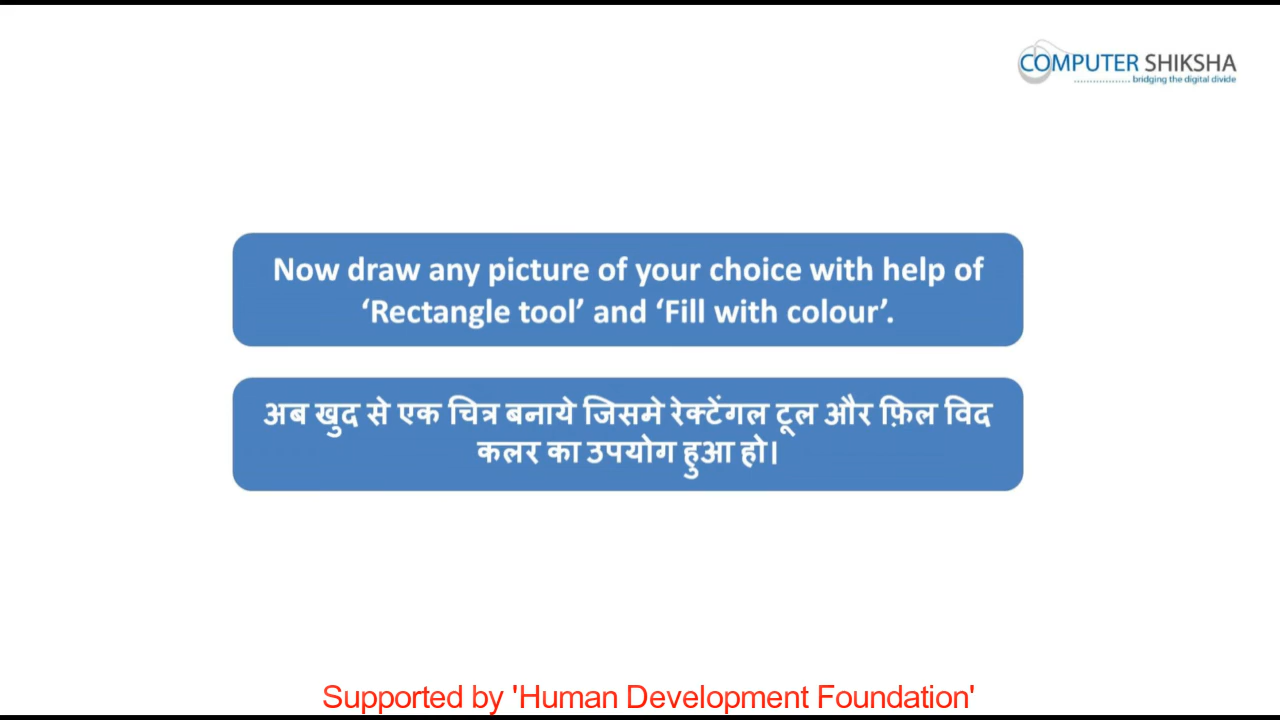 COMPUTER SHIKSHA
bridging the digital divide
Now draw any picture of your choice with help of
‘Rectangle tool’ and ‘Fill with colour’.
अब खुद से एक चित्र बनाये जिसमे रेक्टेंगल टूल और फ़िल विद
कलर का उपयोग हुआ हो।
Supported by 'Human Development Foundation'